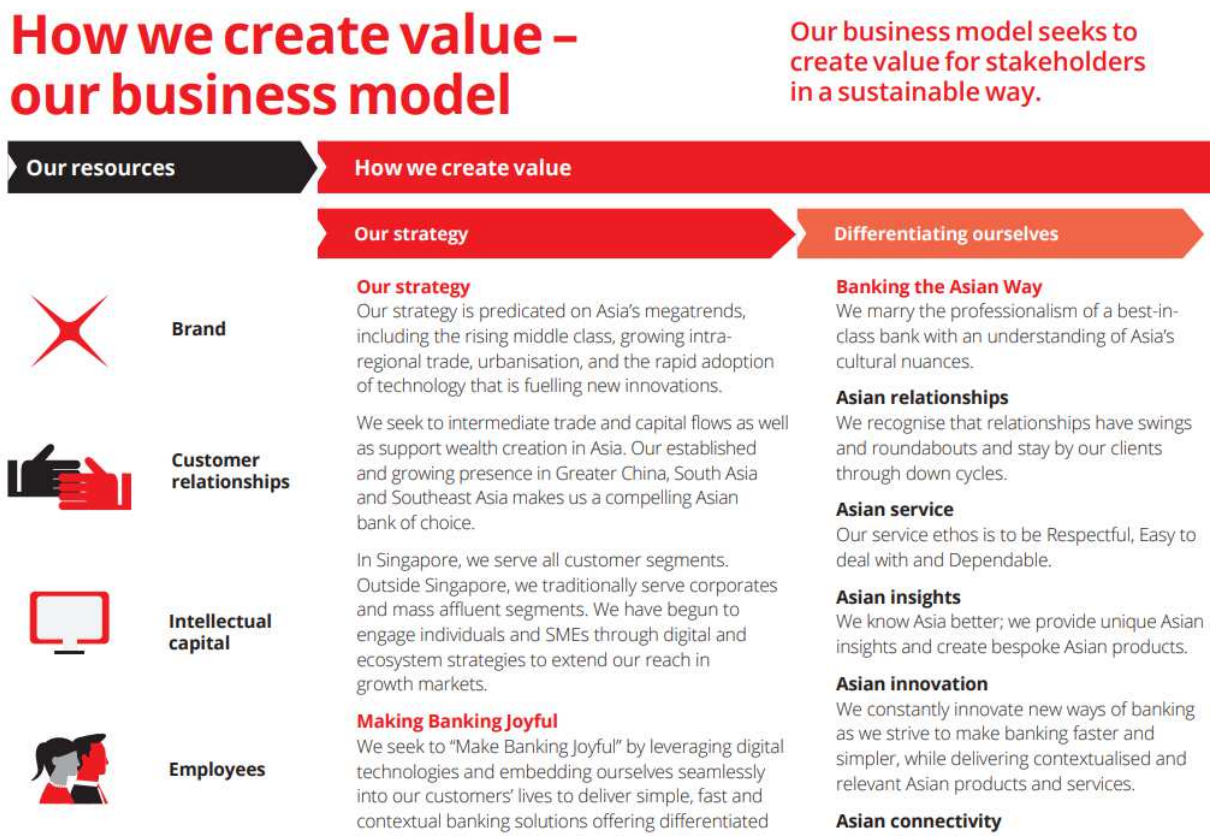 How we create value –
our business model
Our business model seeks to
create value for stakeholders
in a sustainable way.
Our resources
How we create value
Our strategy
Differentiating ourselves
Brand
Customer
relationships
Intellectual
capital
Employees
Our strategy
Our strategy is predicated on Asia's megatrends,
including the rising middle class, growing intra-
regional trade, urbanisation, and the rapid adoption
of technology that is fuelling new innovations.
We seek to intermediate trade and capital flows as well
as support wealth creation in Asia. Our established
and growing presence in Greater China, South Asia
and Southeast Asia makes us a compelling Asian
bank of choice.
In Singapore, we serve all customer segments.
Outside Singapore, we traditionally serve corporates
and mass affluent segments. We have begun to
engage individuals and SMEs through digital and
ecosystem strategies to extend our reach in
growth markets.
Making Banking Joyful
We seek to “Make Banking Joyful” by leveraging digital
technologies and embedding ourselves seamlessly
into our customers' lives to deliver simple, fast and
contextual banking solutions offering differentiated
Banking the Asian Way
We marry the professionalism of a best-in-
class bank with an understanding of Asia's
cultural nuances.
Asian relationships
We recognise that relationships have swings
and roundabouts and stay by our clients
through down cycles.
Asian service
Our service ethos is to be Respectful, Easy to
deal with and Dependable.
Asian insights
We know Asia better; we provide unique Asian
insights and create bespoke Asian products.
Asian innovation
We constantly innovate new ways of banking
as we strive to make banking faster and
simpler, while delivering contextualised and
relevant Asian products and services.
Asian connectivity